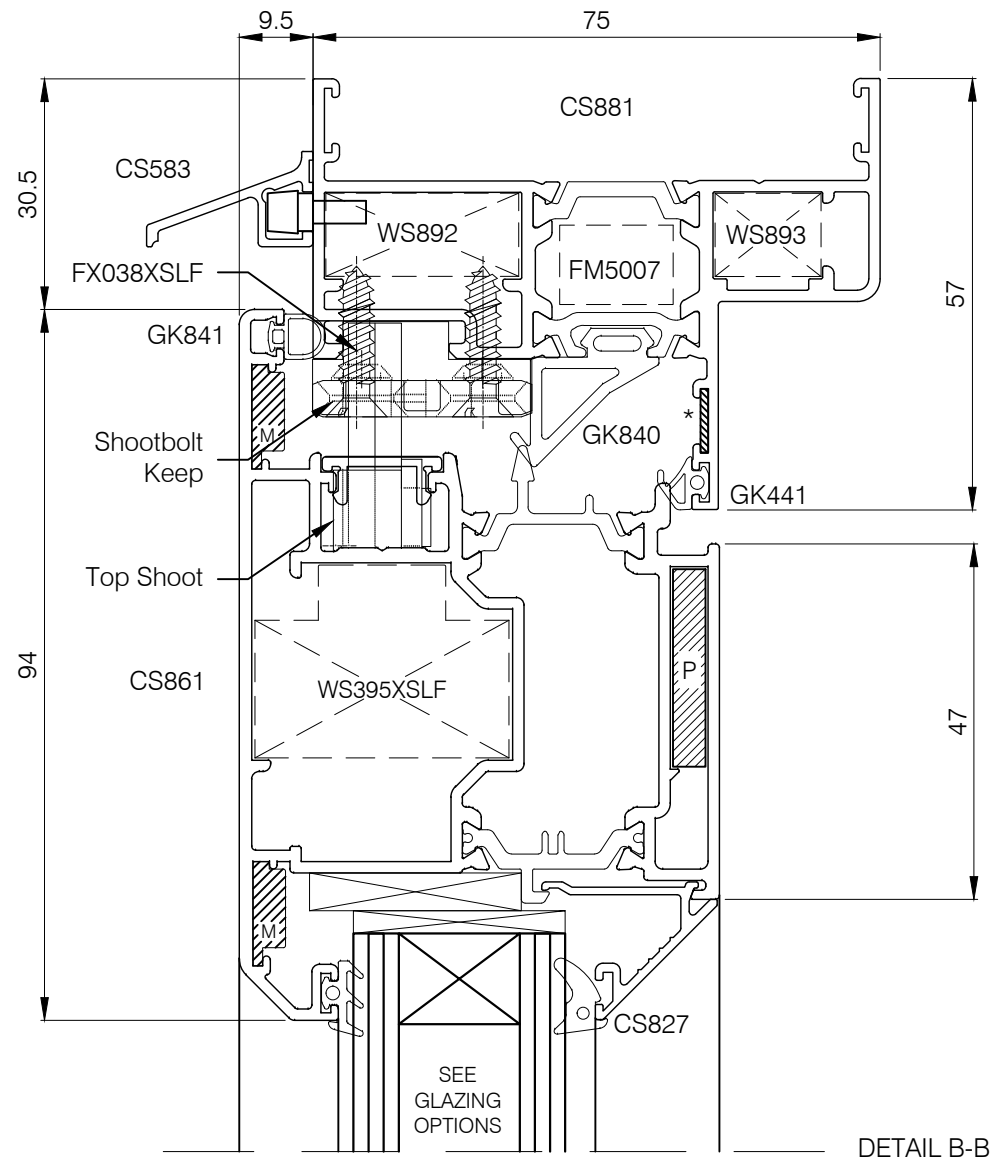 9.5
75
CS881
CS583
30.5
WS892
WS893
FM5007
FX038XSLF
57
GK841
M
*
Shootbolt
Keep
GK840
GK441
Top Shoot
94
CS861
WS395XSLF
P
47
M
CS827
SEE
GLAZING
OPTIONS
DETAIL B-B